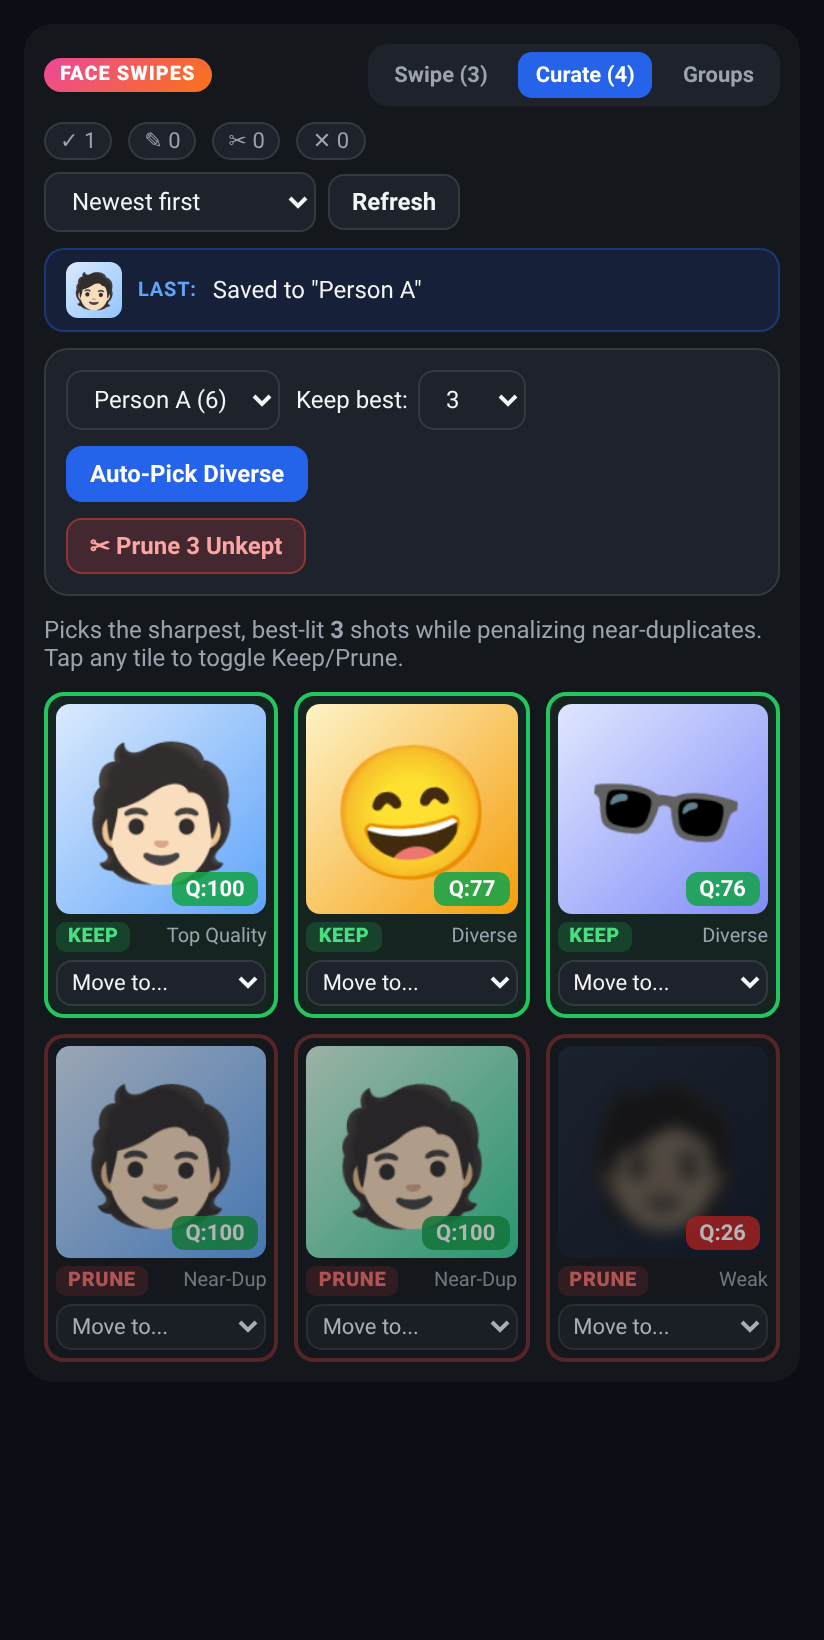 FACE SWIPES
Swipe (3) Curate (4) Groups
✓ 1 ✎ 0 ✂ 0 ✕ 0
Newest first Refresh
LAST: Saved to "Person A"
Person A (6) Keep best: 3
Auto-Pick Diverse
✂ Prune 3 Unkept
Picks the sharpest, best-lit 3 shots while penalizing near-duplicates.
Tap any tile to toggle Keep/Prune.
Q:100 Q:77 Q:76
KEEP Top Quality KEEP Diverse KEEP Diverse
Move to... Move to... Move to...
Q:100 Q:100 Q:26
PRUNE Near-Dup PRUNE Near-Dup PRUNE Weak
Move to... Move to... Move to...